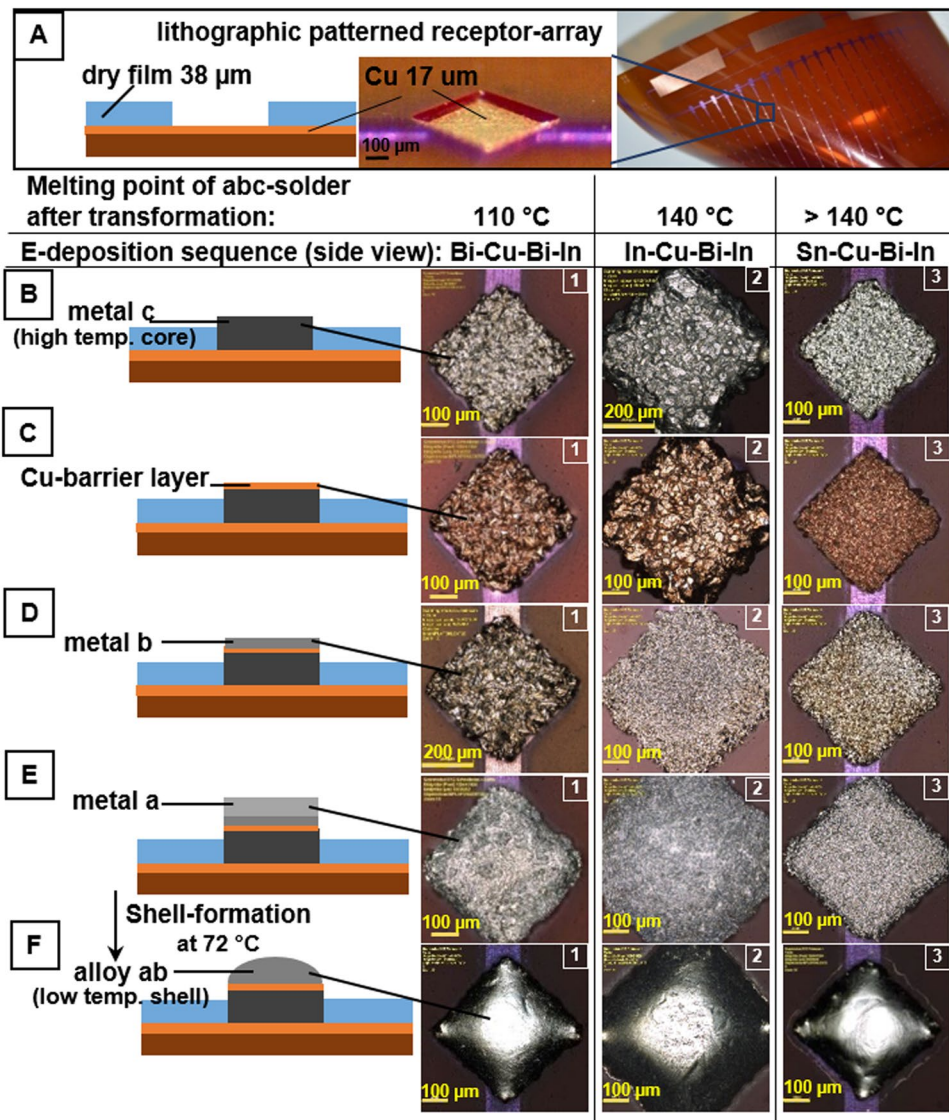 A
lithographic patterned receptor-array
dry film 38 µm
Cu 17 um
100 µm
Melting point of abc-solder
after transformation:
110 °C
140 °C
> 140 °C
E-deposition sequence (side view): Bi-Cu-Bi-In
In-Cu-Bi-In
Sn-Cu-Bi-In
B
metal c
(high temp. core)
1
100 µm
2
200 µm
3
100 µm
C
Cu-barrier layer
1
100 µm
2
100 µm
3
100 µm
D
metal b
1
200 µm
2
100 µm
3
100 µm
E
metal a
1
100 µm
2
100 µm
3
100 µm
Shell-formation
at 72 °C
F
alloy ab
(low temp. shell)
1
100 µm
2
100 µm
3
100 µm